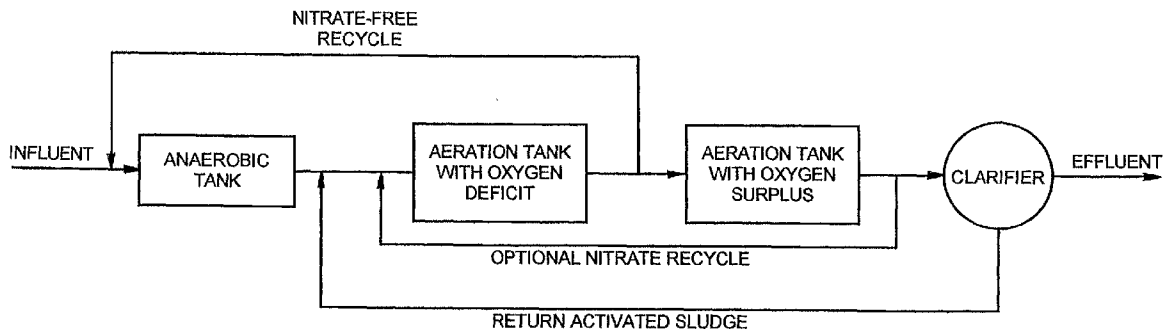 NITRATE-FREE
RECYCLE
INFLUENT
ANAEROBIC
TANK
AERATION TANK
WITH OXYGEN
DEFICIT
AERATION TANK
WITH OXYGEN
SURPLUS
CLARIFIER
EFFLUENT
OPTIONAL NITRATE RECYCLE
RETURN ACTIVATED SLUDGE